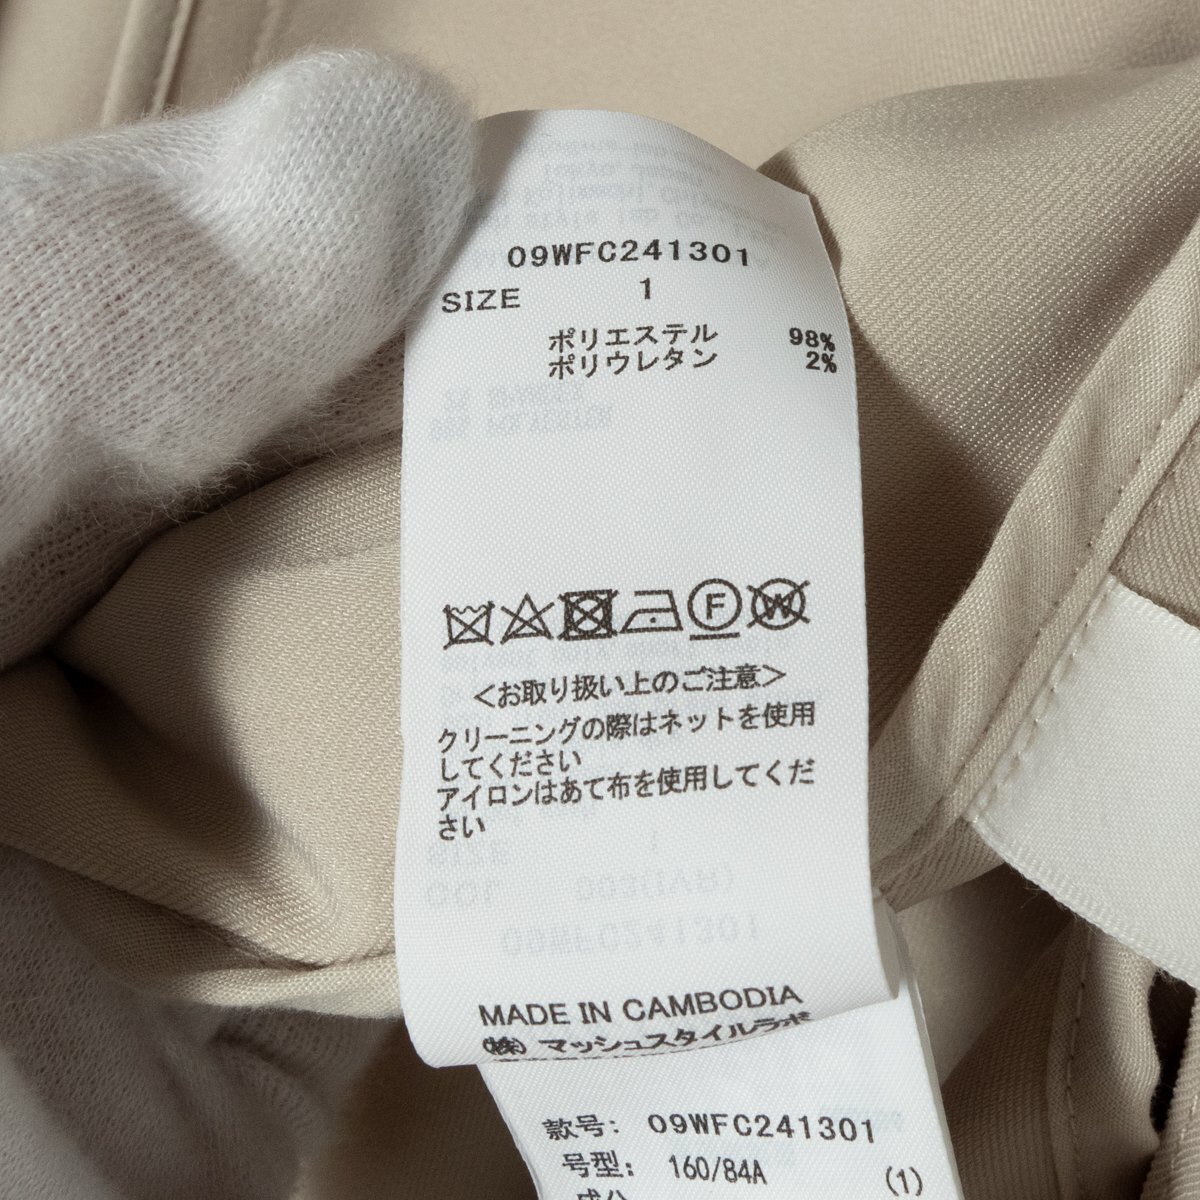 09WFC241301
SIZE 1
ポリエステル 98%
ポリウレタン 2%
F W
<お取り扱い上のご注意>
クリーニングの際はネットを使用
してください
アイロンはあて布を使用してくだ
さい
MADE IN CAMBODIA
(株) マッシュスタイルラボ
款号: 09WFC241301
号型: 160/84A (1)
成分